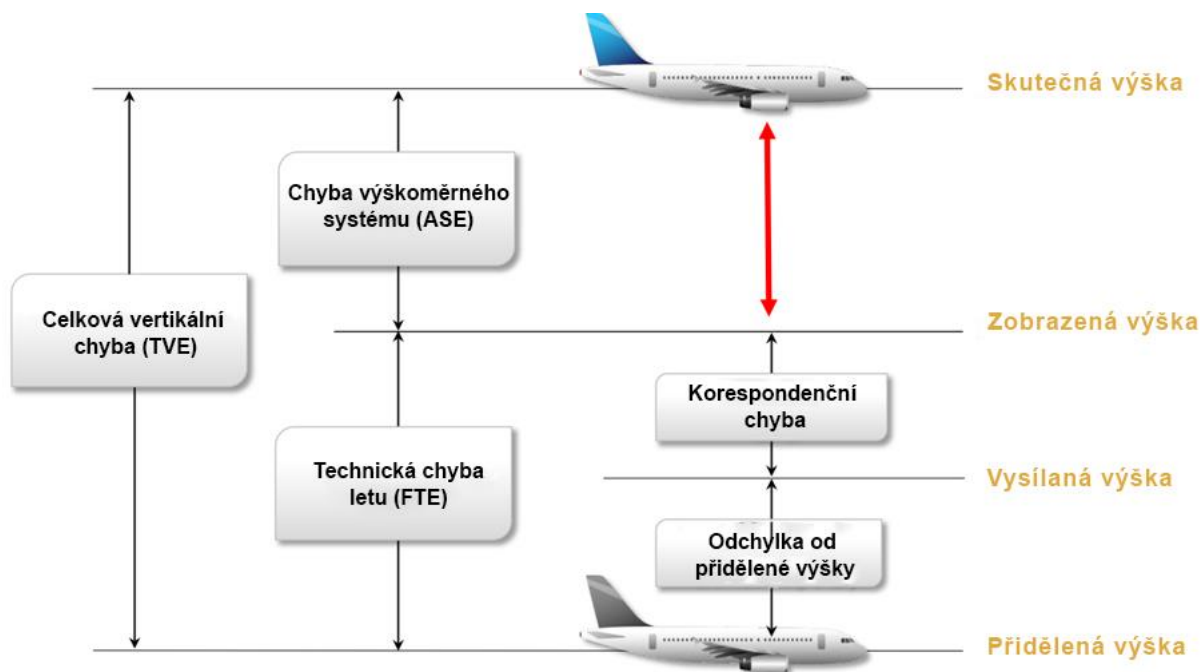 Skutečná výška
Chyba výškoměrného
systému (ASE)
Celková vertikální
chyba (TVE)
Zobrazená výška
Korespondenční
chyba
Technická chyba
letu (FTE)
Vysílaná výška
Odchylka od
přidělené výšky
Přidělená výška